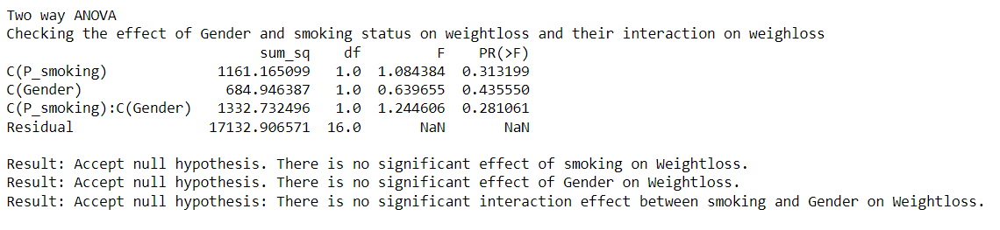 Two way ANOVA
Checking the effect of Gender and smoking status on weightloss and their interaction on weighloss
sum_sq df F PR(>F)
C(P_smoking) 1161.165099 1.0 1.084384 0.313199
C(Gender) 684.946387 1.0 0.639655 0.435550
C(P_smoking):C(Gender) 1332.732496 1.0 1.244606 0.281061
Residual 17132.906571 16.0 NaN NaN
Result: Accept null hypothesis. There is no significant effect of smoking on Weightloss.
Result: Accept null hypothesis. There is no significant effect of Gender on Weightloss.
Result: Accept null hypothesis: There is no significant interaction effect between smoking and Gender on Weightloss.